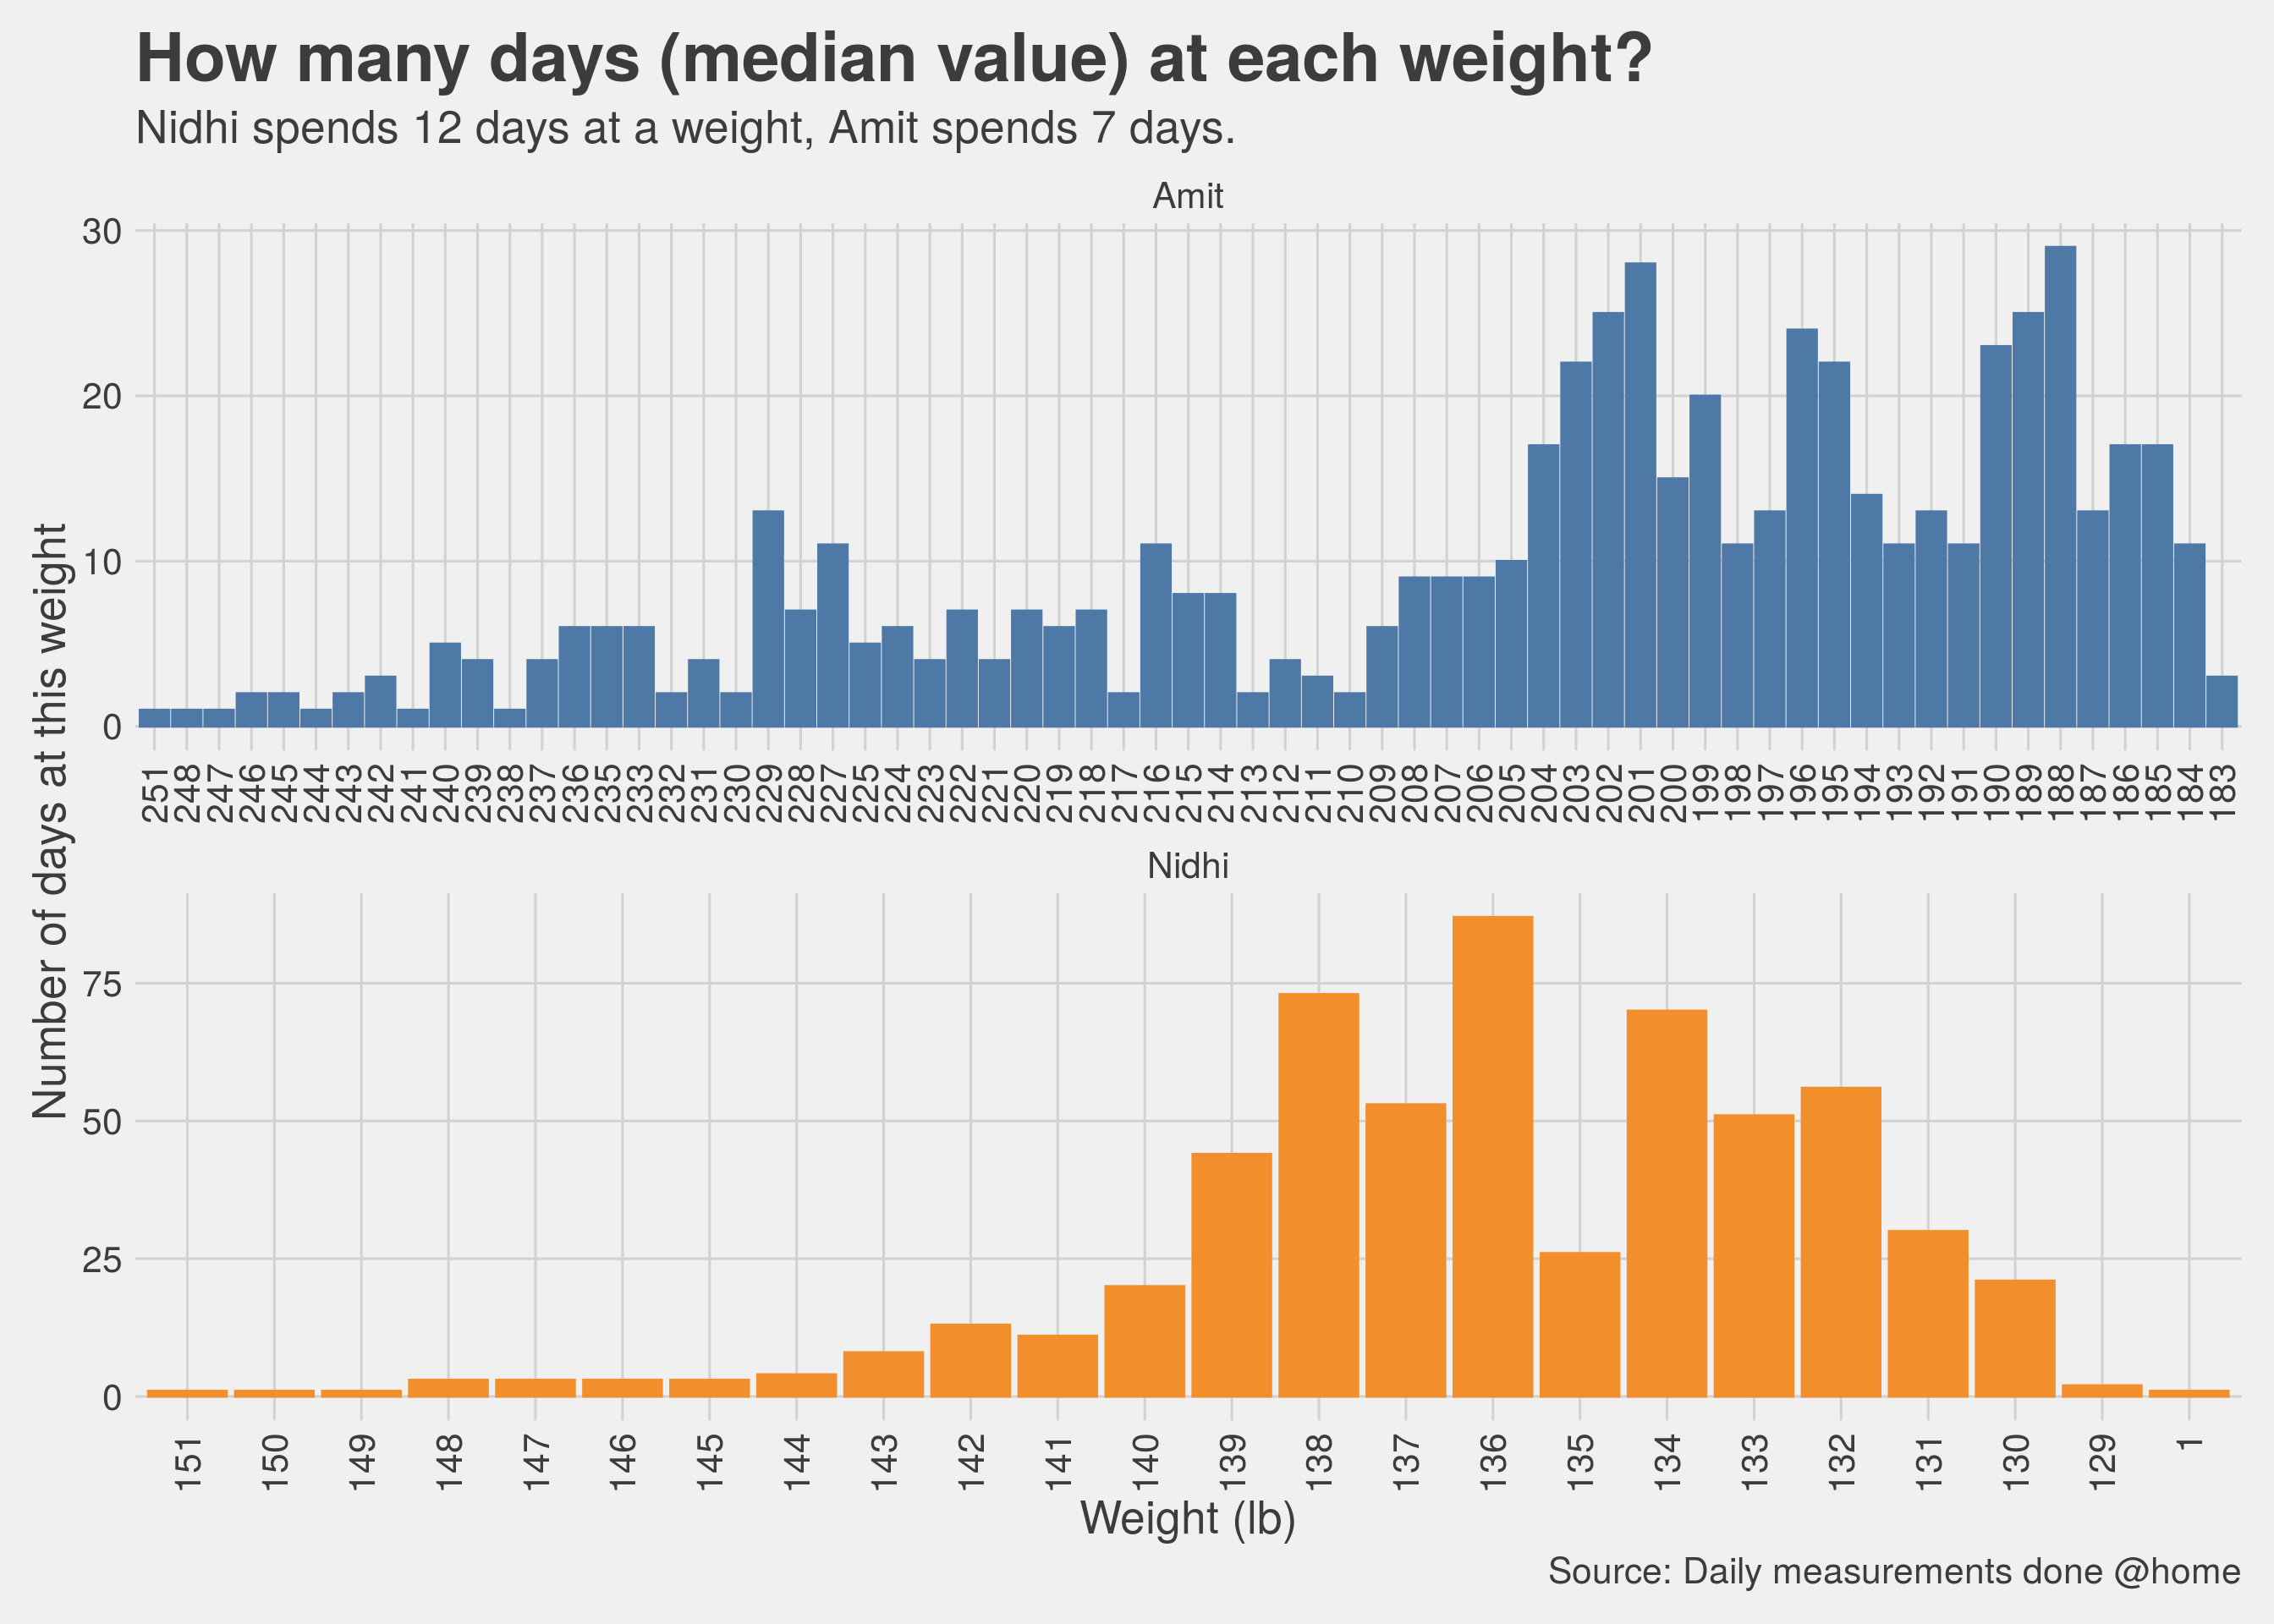 How many days (median value) at each weight?
Nidhi spends 12 days at a weight, Amit spends 7 days.
Amit
30
20
10
0
251 248 247 246 245 244 243 242 241 240 239 238 237 236 235 233 232 231 230 229 228 227 225 224 223 222 221 220 219 218 217 216 215 214 213 212 211 210 209 208 207 206 205 204 203 202 201 200 199 198 197 196 195 194 193 192 191 190 189 188 187 186 185 184 183
Number of days at this weight
Nidhi
75
50
25
0
151 150 149 148 147 146 145 144 143 142 141 140 139 138 137 136 135 134 133 132 131 130 129 1
Weight (lb)
Source: Daily measurements done @home